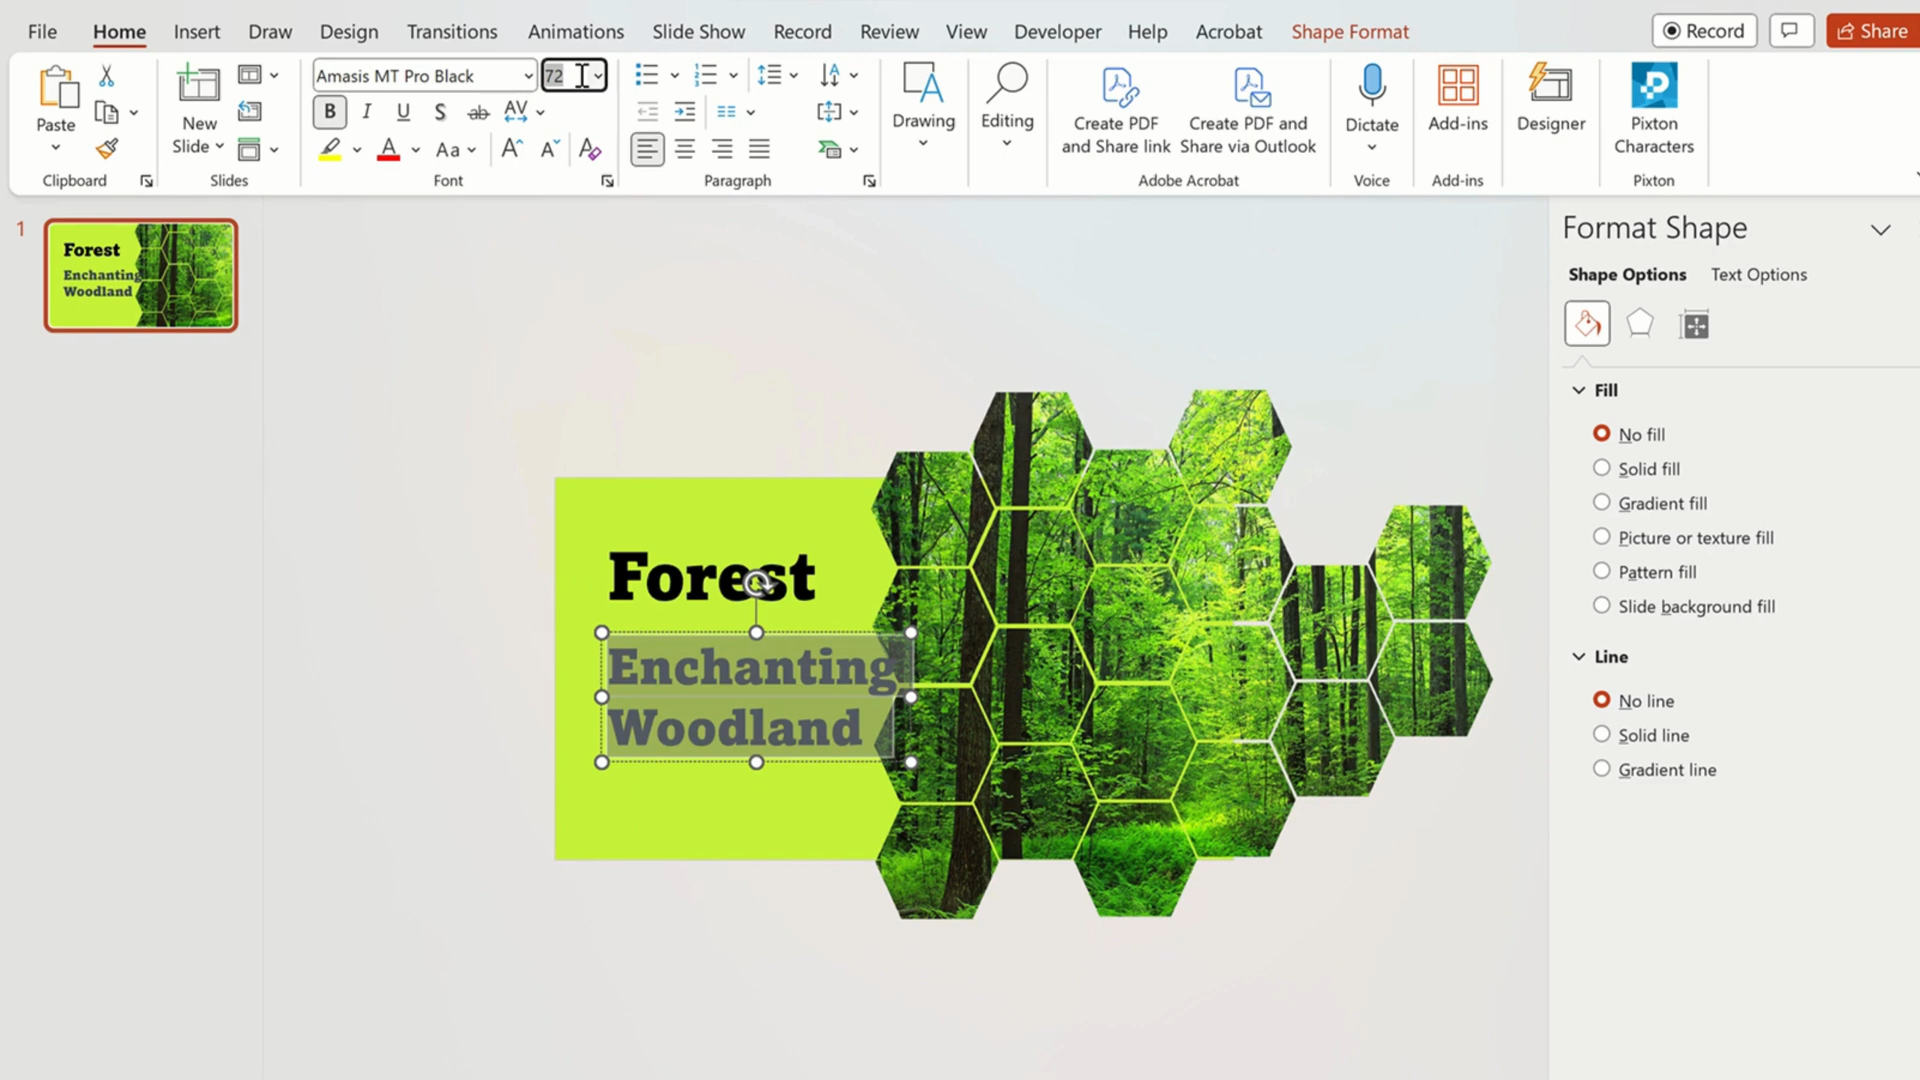 File Home Insert Draw Design Transitions Animations Slide Show Record Review View Developer Help Acrobat Shape Format Record Share
Amasis MT Pro Black 72
Paste
New
Slide
B I U S ab AV
A Aa A A A
Drawing
Editing
Create PDF
and Share link
Create PDF and
Share via Outlook
Dictate
Add-ins
Designer
Pixton
Characters
Clipboard Slides Font Paragraph Adobe Acrobat Voice Add-ins Pixton
1
Forest
Enchanting
Woodland
Forest
Enchanting
Woodland
Format Shape
Shape Options Text Options
Fill
No fill
Solid fill
Gradient fill
Picture or texture fill
Pattern fill
Slide background fill
Line
No line
Solid line
Gradient line